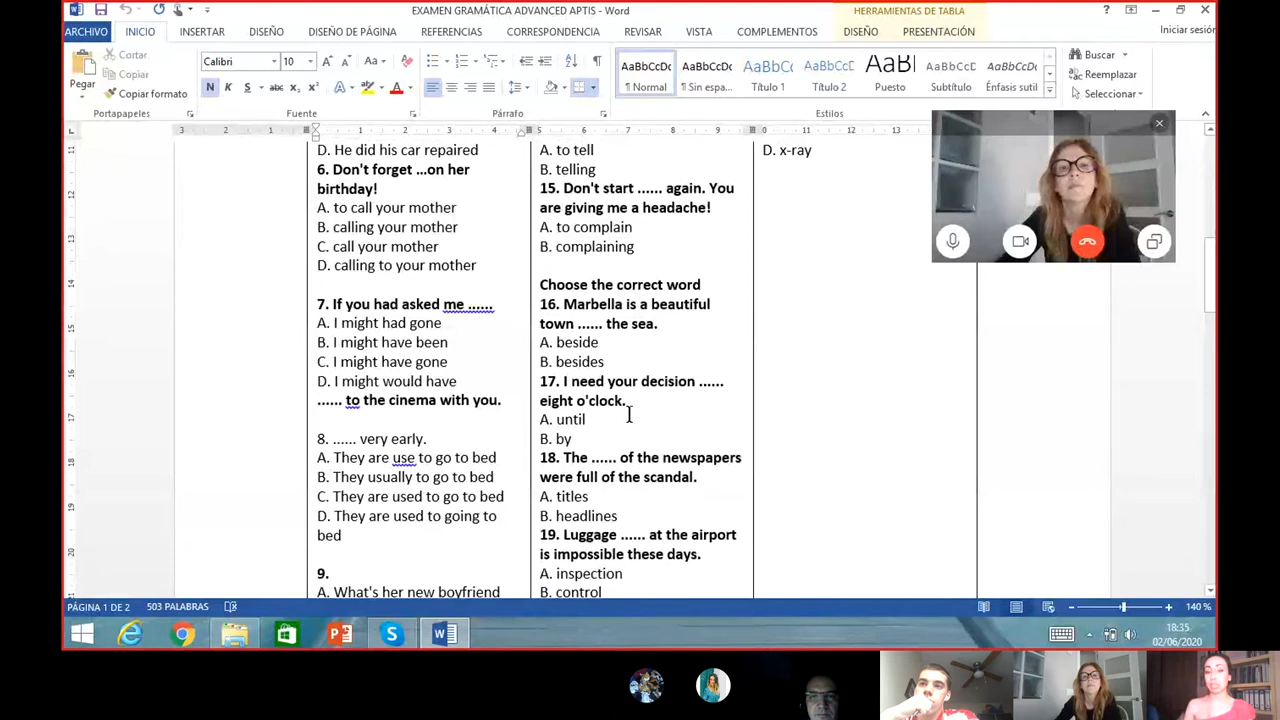 EXAMEN GRAMÁTICA ADVANCED APTIS - Word
HERRAMIENTAS DE TABLA
ARCHIVO INICIO INSERTAR DISEÑO DISEÑO DE PÁGINA REFERENCIAS CORRESPONDENCIA REVISAR VISTA COMPLEMENTOS DISEÑO PRESENTACIÓN
Iniciar sesión
Pegar
Cortar
Copiar
Copiar formato
Portapapeles
Calibri 10
Fuente
Párrafo
AaBbCcDc
¶ Normal
AaBbCcDc
¶ Sin espa...
AaBbC
Título 1
AaBbCc
Título 2
AaBl
Puesto
AaBbCcD
Subtítulo
AaBbCcDc
Énfasis sutil
Estilos
Buscar
Reemplazar
Seleccionar
D. He did his car repaired
6. Don't forget ...on her
birthday!
A. to call your mother
B. calling your mother
C. call your mother
D. calling to your mother
7. If you had asked me ......
A. I might had gone
B. I might have been
C. I might have gone
D. I might would have
...... to the cinema with you.
8. ...... very early.
A. They are use to go to bed
B. They usually to go to bed
C. They are used to go to bed
D. They are used to going to
bed
9.
A. What's her new boyfriend
A. to tell
B. telling
15. Don't start ...... again. You
are giving me a headache!
A. to complain
B. complaining
Choose the correct word
16. Marbella is a beautiful
town ...... the sea.
A. beside
B. besides
17. I need your decision ......
eight o'clock.
A. until
B. by
18. The ...... of the newspapers
were full of the scandal.
A. titles
B. headlines
19. Luggage ...... at the airport
is impossible these days.
A. inspection
B. control
D. x-ray
PÁGINA 1 DE 2 503 PALABRAS
140 %
18:35
02/06/2020